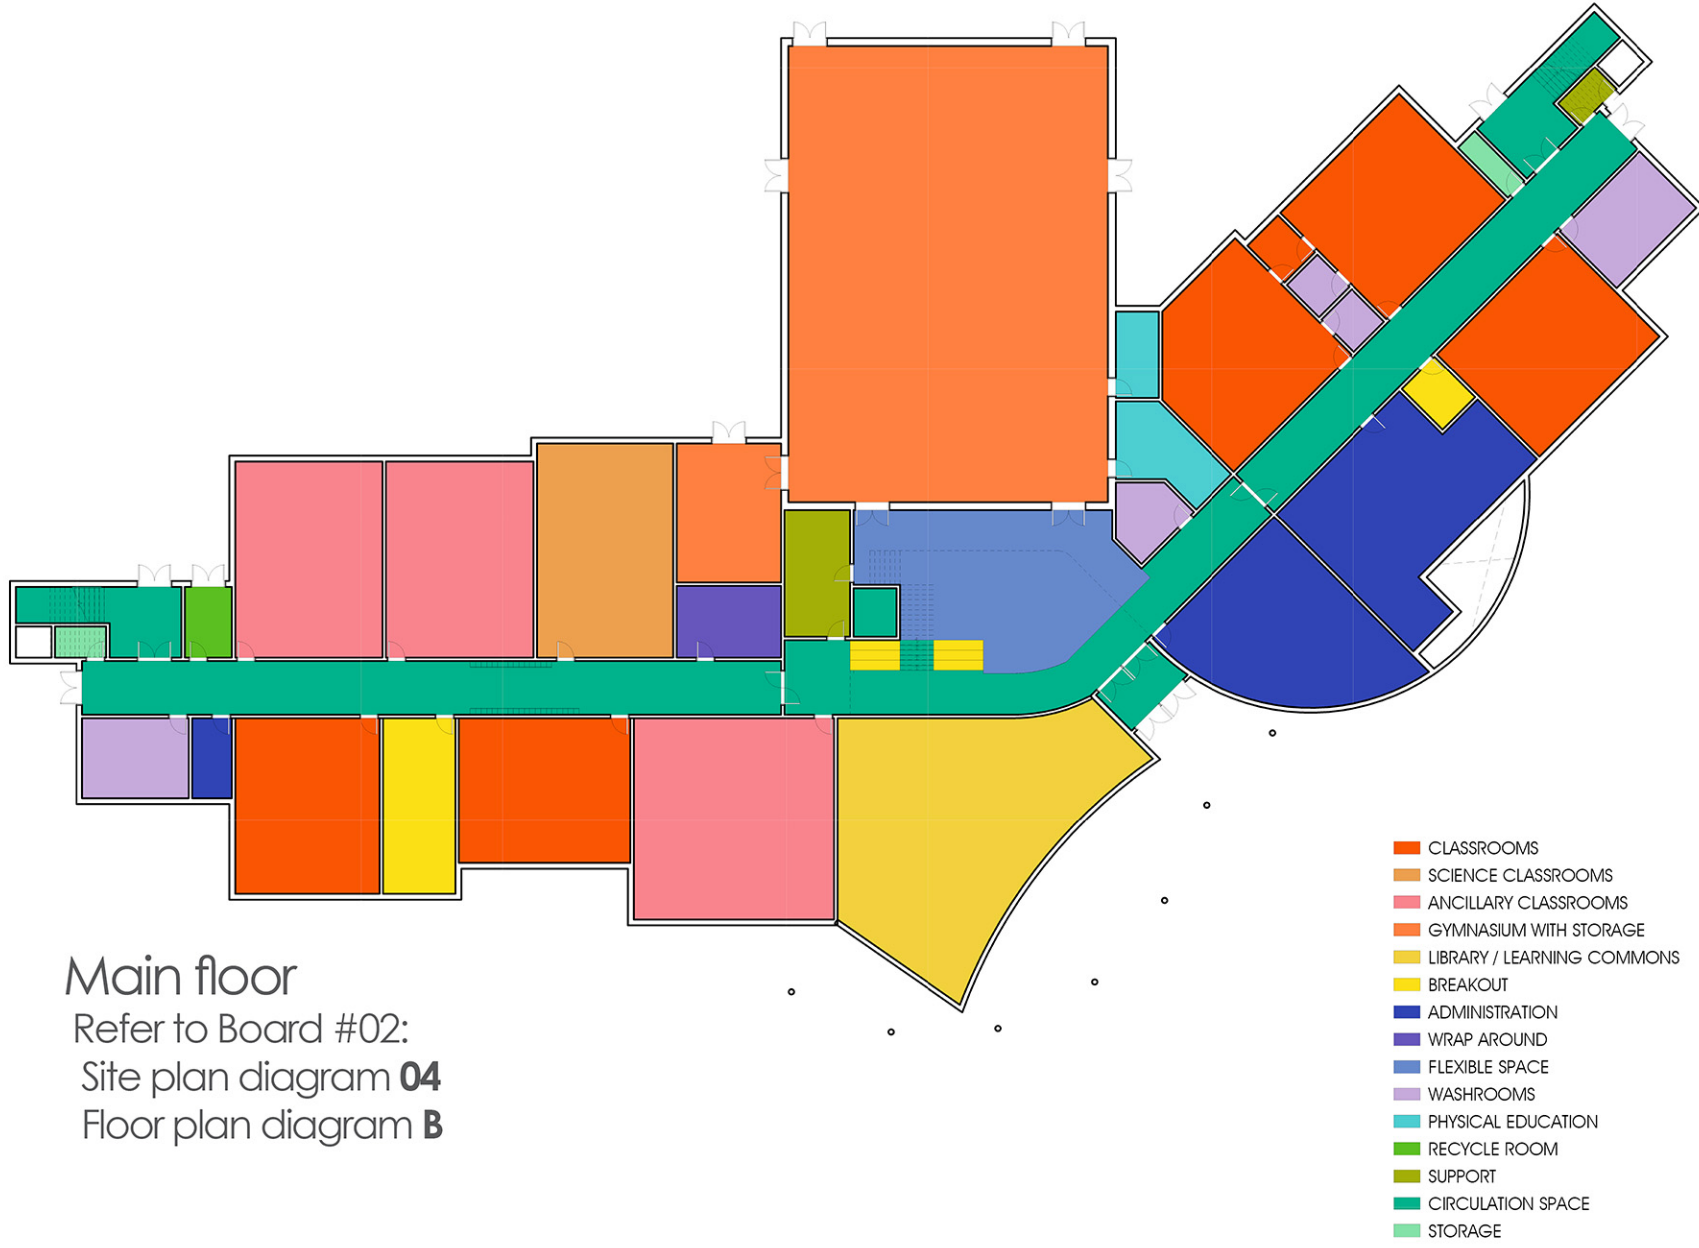 Main floor
Refer to Board #02:
Site plan diagram 04
Floor plan diagram B
CLASSROOMS
SCIENCE CLASSROOMS
ANCILLARY CLASSROOMS
GYMNASIUM WITH STORAGE
LIBRARY / LEARNING COMMONS
BREAKOUT
ADMINISTRATION
WRAP AROUND
FLEXIBLE SPACE
WASHROOMS
PHYSICAL EDUCATION
RECYCLE ROOM
SUPPORT
CIRCULATION SPACE
STORAGE